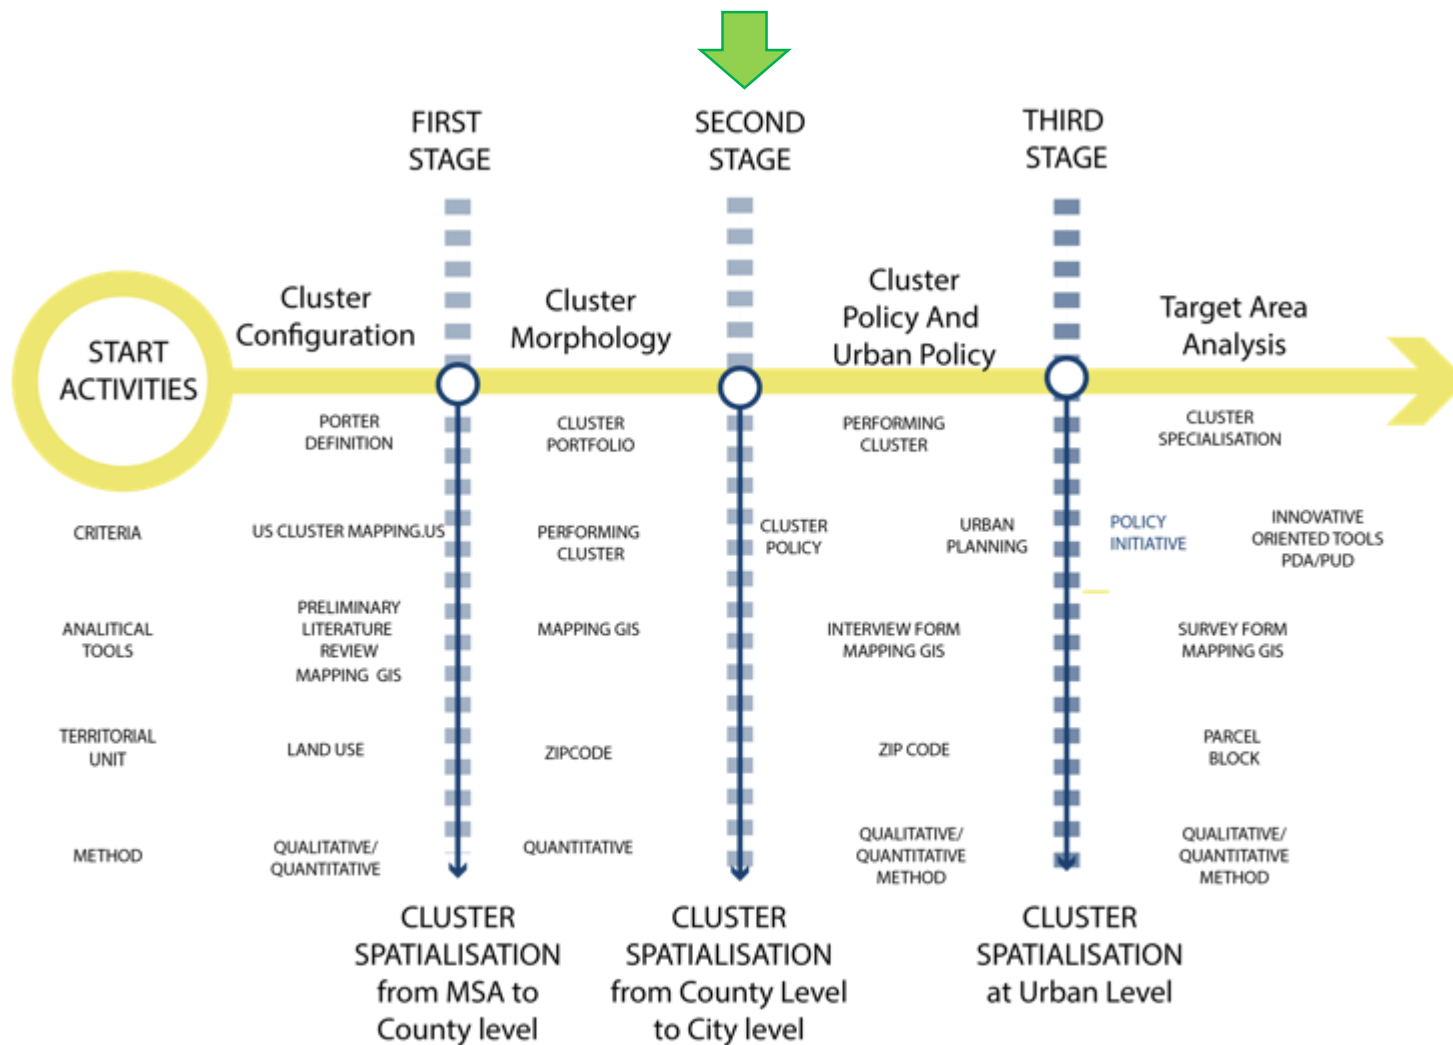 FIRST
STAGE
SECOND
STAGE
THIRD
STAGE
START
ACTIVITIES
Cluster
Configuration
Cluster
Morphology
Cluster
Policy And
Urban Policy
Target Area
Analysis
PORTER
DEFINITION
CLUSTER
PORTFOLIO
PERFORMING
CLUSTER
CLUSTER
SPECIALISATION
CRITERIA
US CLUSTER MAPPING.US
PERFORMING
CLUSTER
CLUSTER
POLICY
URBAN
PLANNING
POLICY
INITIATIVE
INNOVATIVE
ORIENTED TOOLS
PDA/PUD
ANALITICAL
TOOLS
PRELIMINARY
LITERATURE
REVIEW
MAPPING GIS
MAPPING GIS
INTERVIEW FORM
MAPPING GIS
SURVEY FORM
MAPPING GIS
TERRITORIAL
UNIT
LAND USE
ZIPCODE
ZIP CODE
PARCEL
BLOCK
METHOD
QUALITATIVE/
QUANTITATIVE
QUANTITATIVE
QUALITATIVE/
QUANTITATIVE
METHOD
QUALITATIVE/
QUANTITATIVE
METHOD
CLUSTER
SPATIALISATION
from MSA to
County level
CLUSTER
SPATIALISATION
from County Level
to City level
CLUSTER
SPATIALISATION
at Urban Level